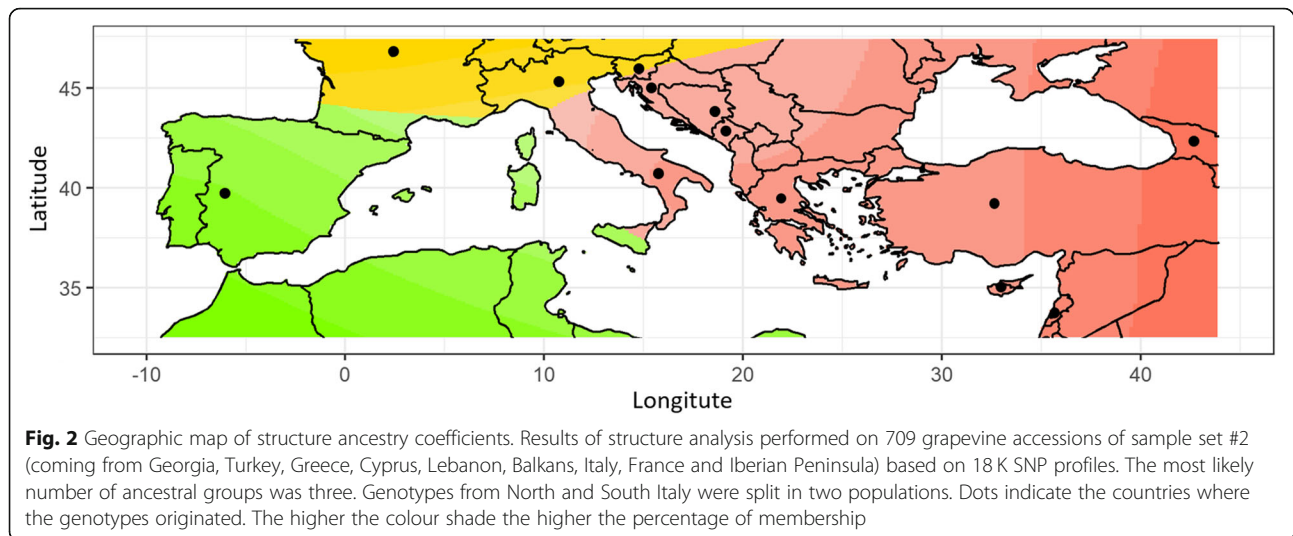 45
40
35
Latitude
-10 0 10 20 30 40
Longitute
Fig. 2 Geographic map of structure ancestry coefficients. Results of structure analysis performed on 709 grapevine accessions of sample set #2
(coming from Georgia, Turkey, Greece, Cyprus, Lebanon, Balkans, Italy, France and Iberian Peninsula) based on 18 K SNP profiles. The most likely
number of ancestral groups was three. Genotypes from North and South Italy were split in two populations. Dots indicate the countries where
the genotypes originated. The higher the colour shade the higher the percentage of membership